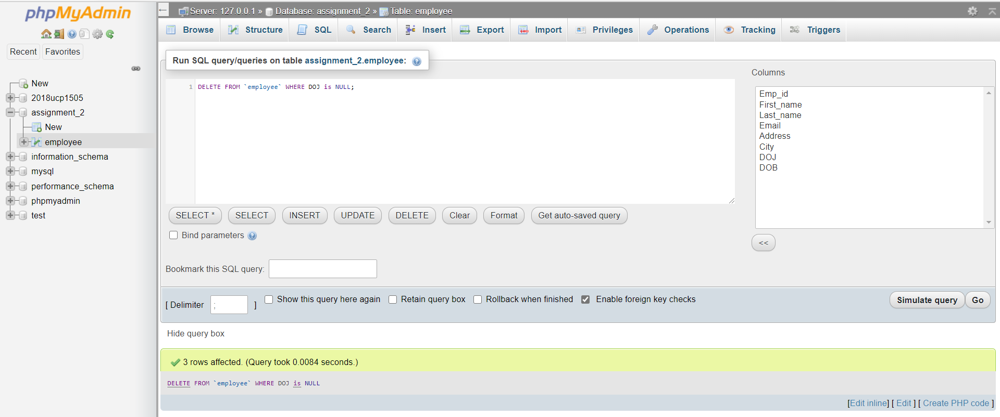 phpMyAdmin
Recent
Favorites
New
2018ucp1505
assignment_2
New
employee
information_schema
mysql
performance_schema
phpmyadmin
test
← Server: 127.0.0.1 » Database: assignment_2 » Table: employee
Browse
Structure
SQL
Search
Insert
Export
Import
Privileges
Operations
Tracking
Triggers
Run SQL query/queries on table assignment_2.employee:
1 DELETE FROM `employee` WHERE DOJ is NULL;
Columns
Emp_id
First_name
Last_name
Email
Address
City
DOJ
DOB
<<
SELECT *
SELECT
INSERT
UPDATE
DELETE
Clear
Format
Get auto-saved query
Bind parameters
Bookmark this SQL query:
[ Delimiter ; ]
Show this query here again
Retain query box
Rollback when finished
Enable foreign key checks
Simulate query
Go
Hide query box
3 rows affected. (Query took 0.0084 seconds.)
DELETE FROM `employee` WHERE DOJ is NULL
[Edit inline] [ Edit ] [ Create PHP code ]